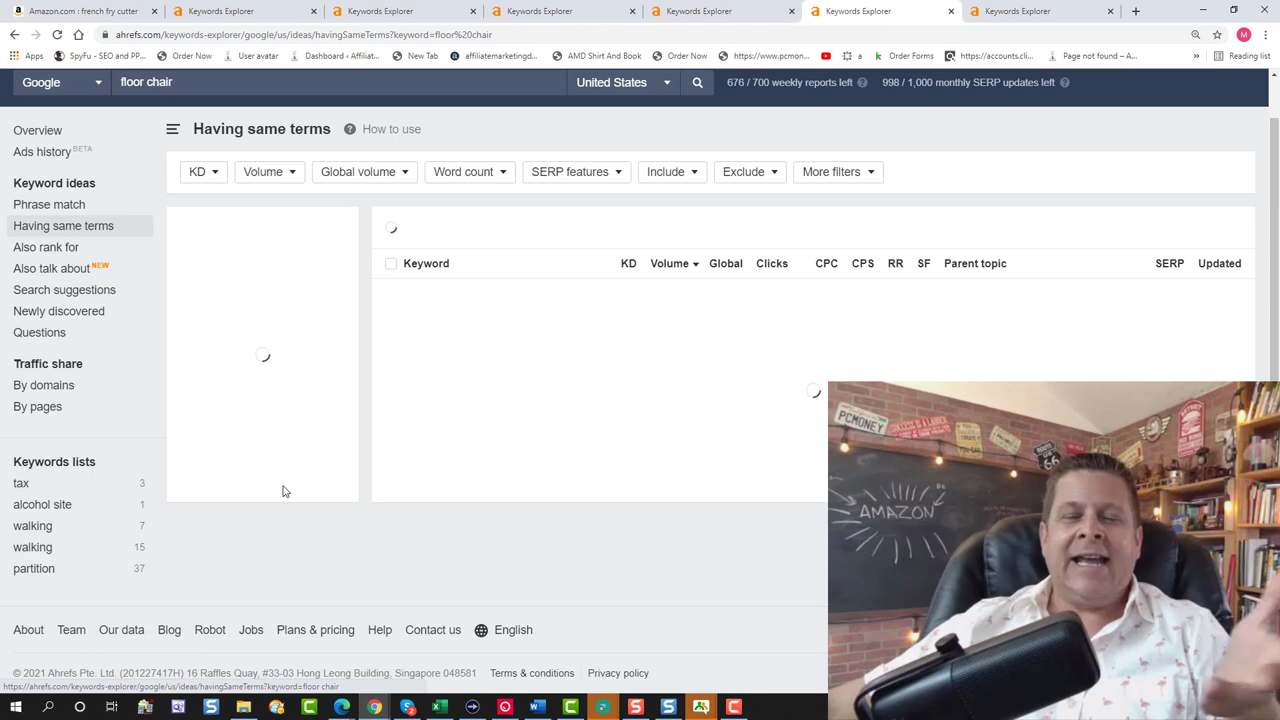 Amazon.com : french fry cutter
Keywords Explorer
Keywords Explorer
Keywords Explorer
Keywords Explorer
Keywords Explorer
Keywords Explorer
ahrefs.com/keywords-explorer/google/us/ideas/havingSameTerms?keyword=floor%20chair
Apps
SpyFu - SEO and PP...
Order Now
User avatar
Dashboard ‹ Affiliat...
New Tab
affiliatemarketingd...
AMD Shirt And Book
Order Now
https://www.pcmon...
a
Order Forms
https://accounts.cli...
Page not found – A...
Reading list
Google
floor chair
United States
676 / 700 weekly reports left
998 / 1,000 monthly SERP updates left
Overview
Ads history BETA
Keyword ideas
Phrase match
Having same terms
Also rank for
Also talk about NEW
Search suggestions
Newly discovered
Questions
Traffic share
By domains
By pages
Keywords lists
tax 3
alcohol site 1
walking 7
walking 15
partition 37
Having same terms
How to use
KD
Volume
Global volume
Word count
SERP features
Include
Exclude
More filters
Keyword KD Volume Global Clicks CPC CPS RR SF Parent topic SERP Updated
PCMONEY
AMAZON
66
About Team Our data Blog Robot Jobs Plans & pricing Help Contact us English
© 2021 Ahrefs Pte. Ltd. (201227417H) 16 Raffles Quay, #33-03 Hong Leong Building, Singapore 048581 Terms & conditions Privacy policy
https://ahrefs.com/keywords-explorer/google/us/ideas/havingSameTerms?keyword=floor chair